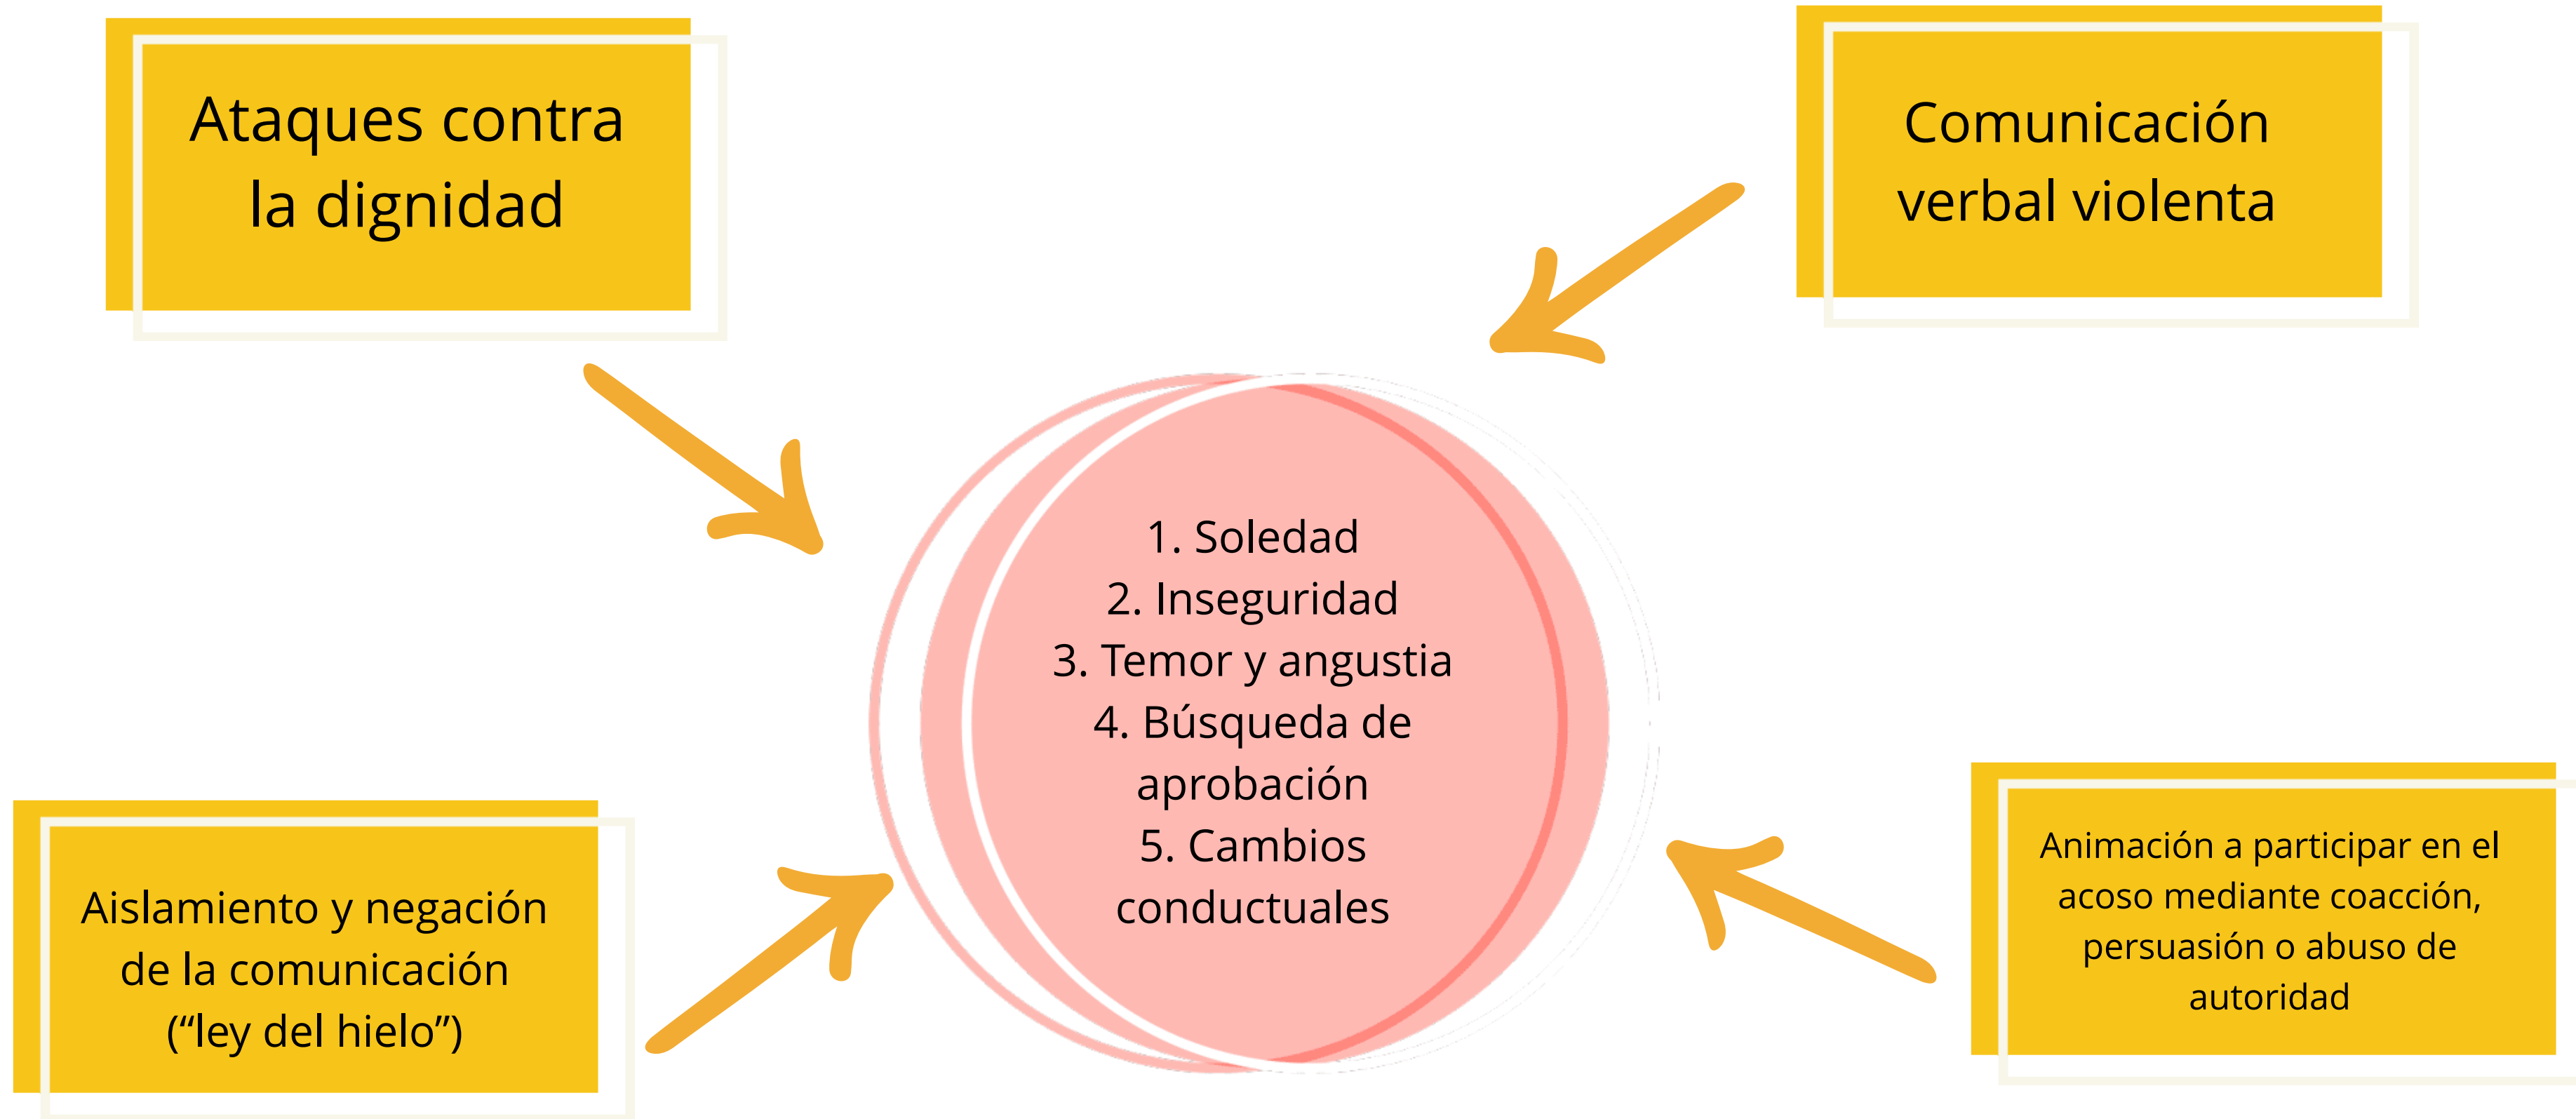 Ataques contra
la dignidad
Comunicación
verbal violenta
1. Soledad
2. Inseguridad
3. Temor y angustia
4. Búsqueda de
aprobación
5. Cambios
conductuales
Aislamiento y negación
de la comunicación
(“ley del hielo”)
Animación a participar en el
acoso mediante coacción,
persuasión o abuso de
autoridad